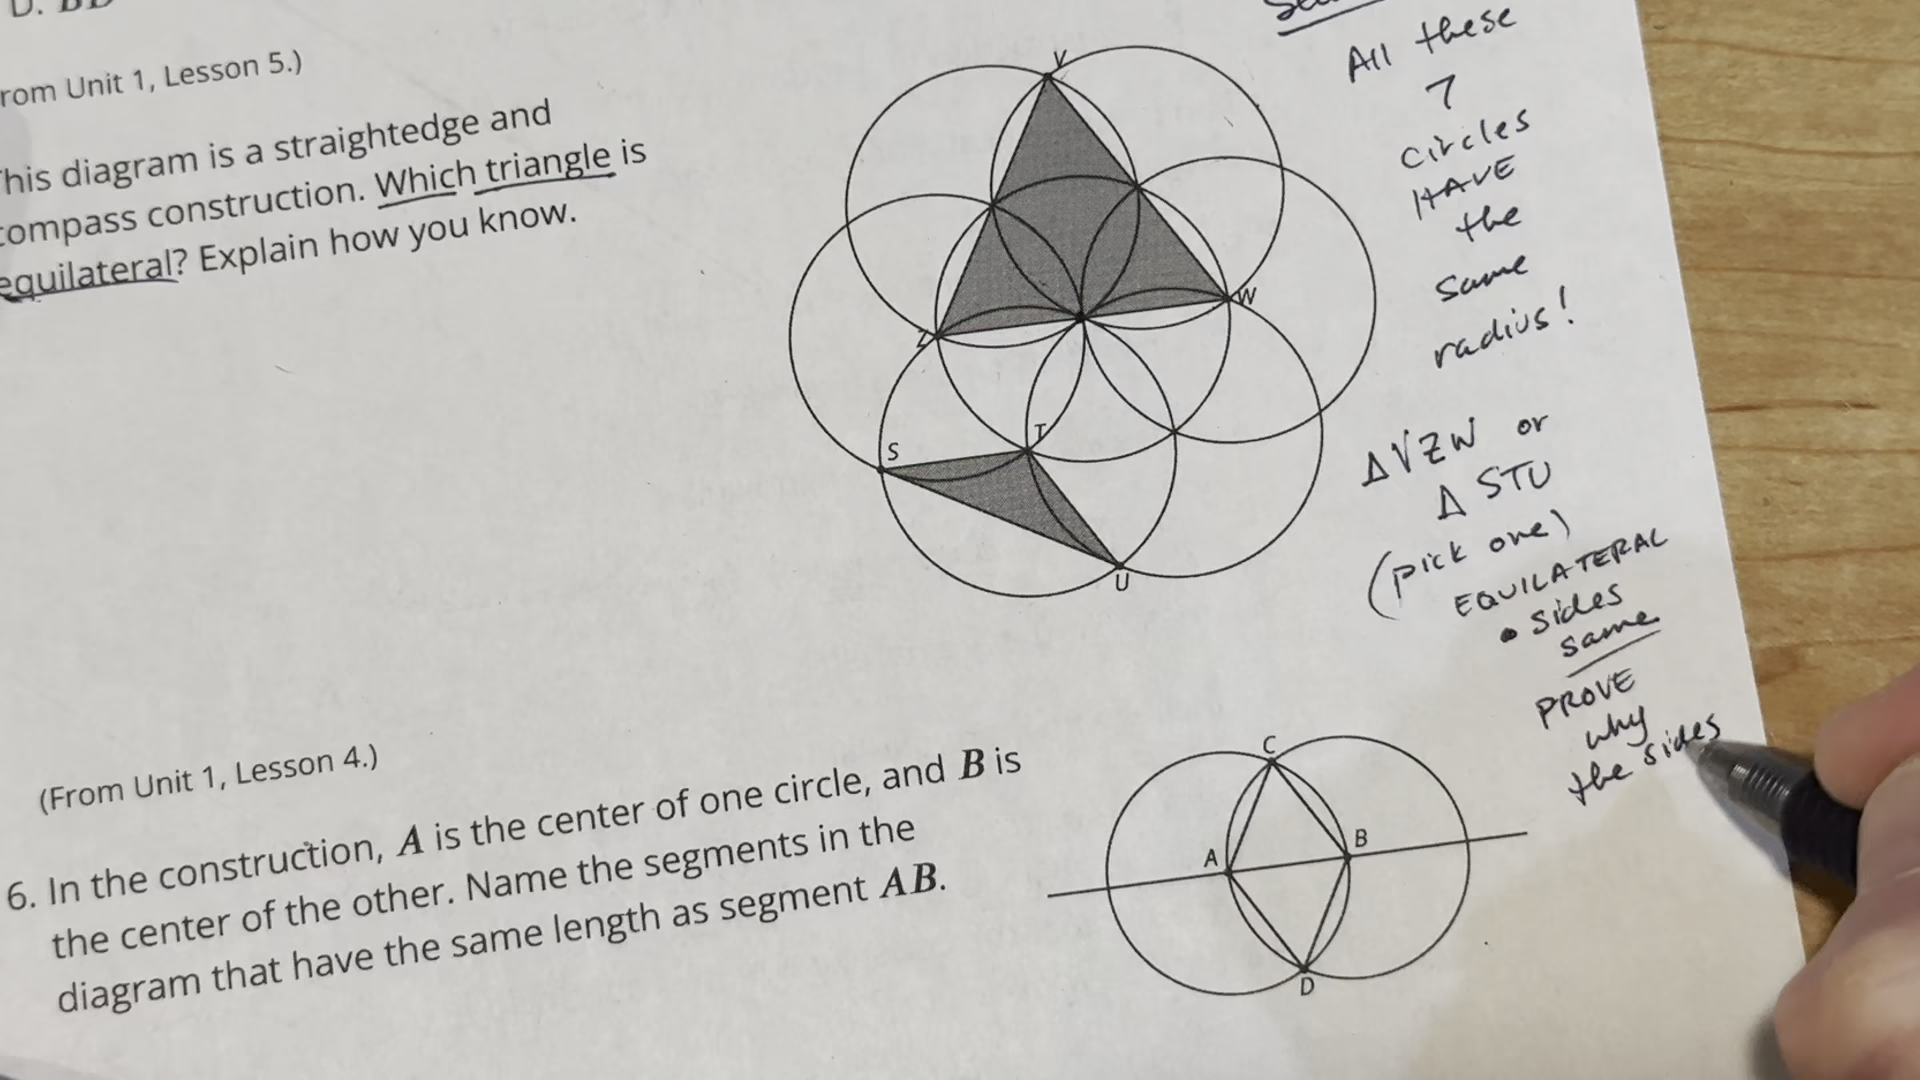 D. BD
rom Unit 1, Lesson 5.)
This diagram is a straightedge and
compass construction. Which triangle is
equilateral? Explain how you know.
V
W
Z
T
S
U
All these
7
circles
HAVE
the
same
radius!
Δ VZW or
Δ STU
(pick one)
EQUILATERAL
• sides
same
PROVE
why
the sides
(From Unit 1, Lesson 4.)
6. In the construction, A is the center of one circle, and B is
the center of the other. Name the segments in the
diagram that have the same length as segment AB.
C
B
A
D